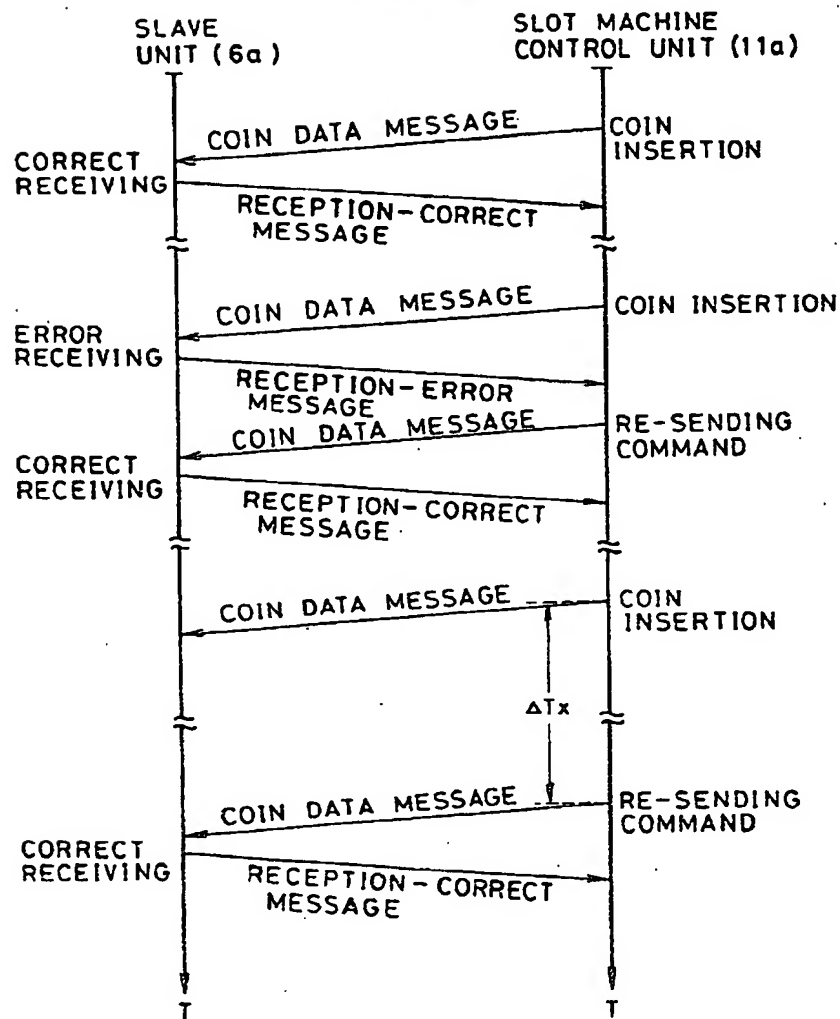 SLAVE
UNIT (6a)
SLOT MACHINE
CONTROL UNIT (11a)
COIN DATA MESSAGE
COIN
INSERTION
CORRECT
RECEIVING
RECEPTION-CORRECT
MESSAGE
COIN DATA MESSAGE
COIN INSERTION
ERROR
RECEIVING
RECEPTION-ERROR
MESSAGE
COIN DATA MESSAGE
RE-SENDING
COMMAND
CORRECT
RECEIVING
RECEPTION-CORRECT
MESSAGE
COIN DATA MESSAGE
COIN
INSERTION
ΔTx
COIN DATA MESSAGE
RE-SENDING
COMMAND
CORRECT
RECEIVING
RECEPTION-CORRECT
MESSAGE
T
T